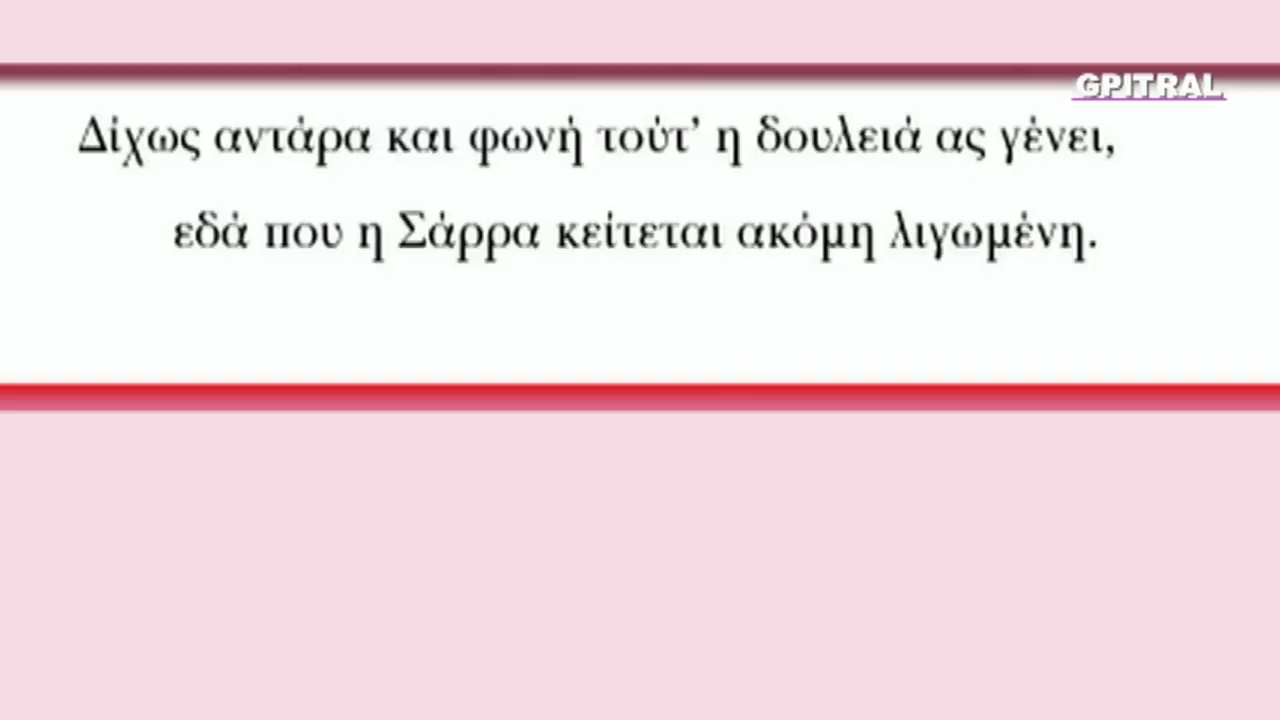 GPITRAL
Δίχως αντάρα και φωνή τούτ’ η δουλειά ας γένει,
εδά που η Σάρρα κείτεται ακόμη λιγωμένη.